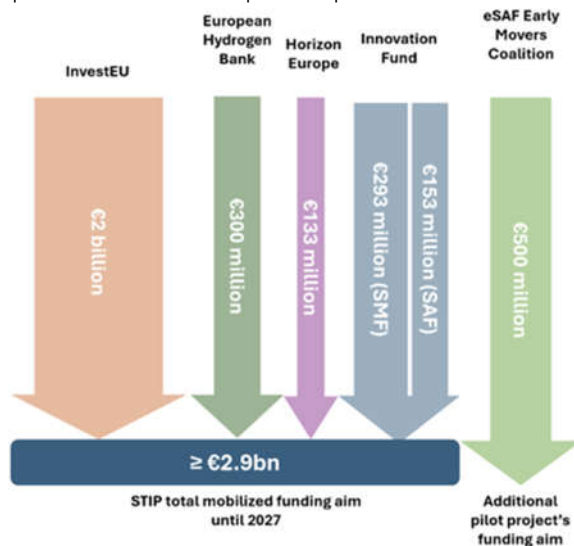 InvestEU
European
Hydrogen
Bank
Horizon
Europe
Innovation
Fund
eSAF Early
Movers
Coalition
€2 billion
€300 million
€133 million
€293 million (SMF)
€153 million (SAF)
€500 million
≥ €2.9bn
STIP total mobilized funding aim
until 2027
Additional
pilot project's
funding aim